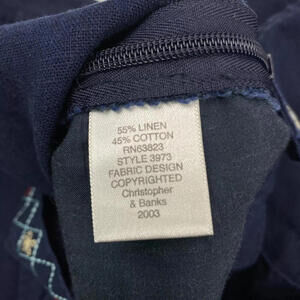 55% LINEN
45% COTTON
RN63823
STYLE 3973
FABRIC DESIGN
COPYRIGHTED
Christopher
& Banks
2003